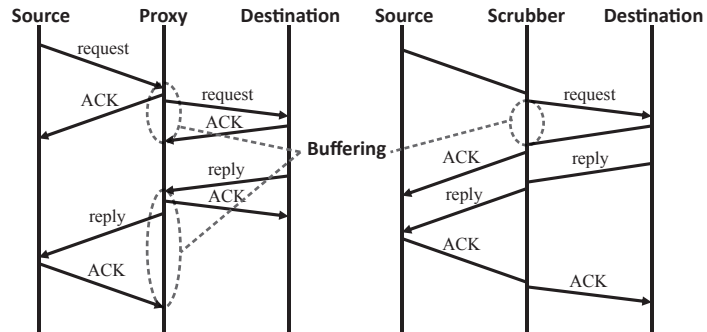 Source Proxy Destination Source Scrubber Destination
request
ACK
request
ACK
Buffering
reply
ACK
reply
ACK
request
ACK
reply
reply
ACK
ACK